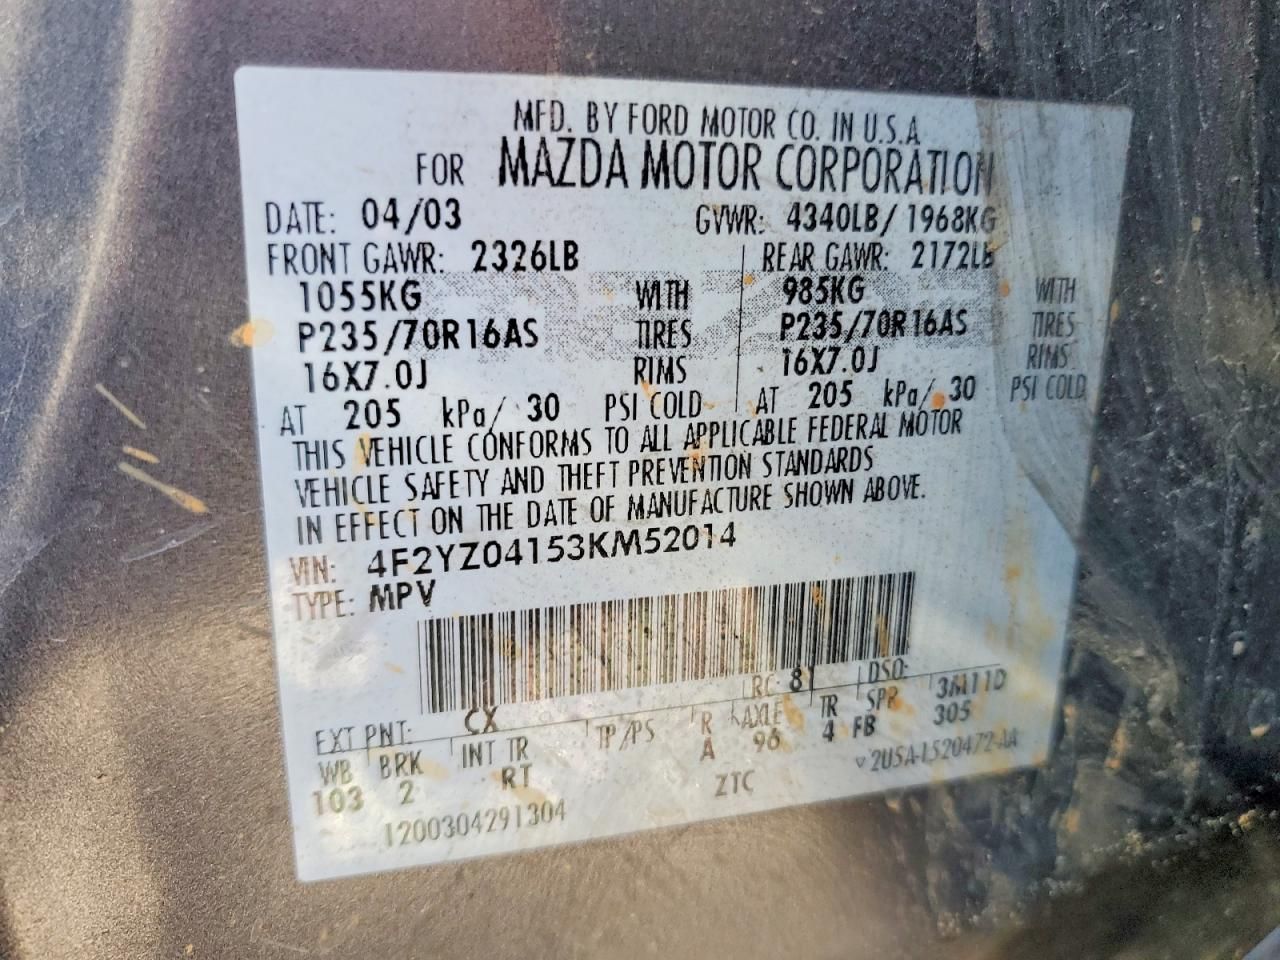 MFD. BY FORD MOTOR CO. IN U.S.A
FOR MAZDA MOTOR CORPORATION
DATE: 04/03 GVWR: 4340LB/ 1968KG
FRONT GAWR: 2326LB REAR GAWR: 2172LB
1055KG WITH 985KG WITH
P235/70R16AS TIRES P235/70R16AS TIRES
16X7.0J RIMS 16X7.0J RIMS
AT 205 kPa/ 30 PSI COLD AT 205 kPa/ 30 PSI COLD
THIS VEHICLE CONFORMS TO ALL APPLICABLE FEDERAL MOTOR
VEHICLE SAFETY AND THEFT PREVENTION STANDARDS
IN EFFECT ON THE DATE OF MANUFACTURE SHOWN ABOVE.
VIN: 4F2YZ04153KM52014
TYPE: MPV
EXT PNT: CX RC: 81 DSO:
WB BRK INT TR TP/PS R AXLE TR SPR 3M11D
103 2 RT A 96 4 FB 305
1200304291304 ZTC V2USA-1520472-AA